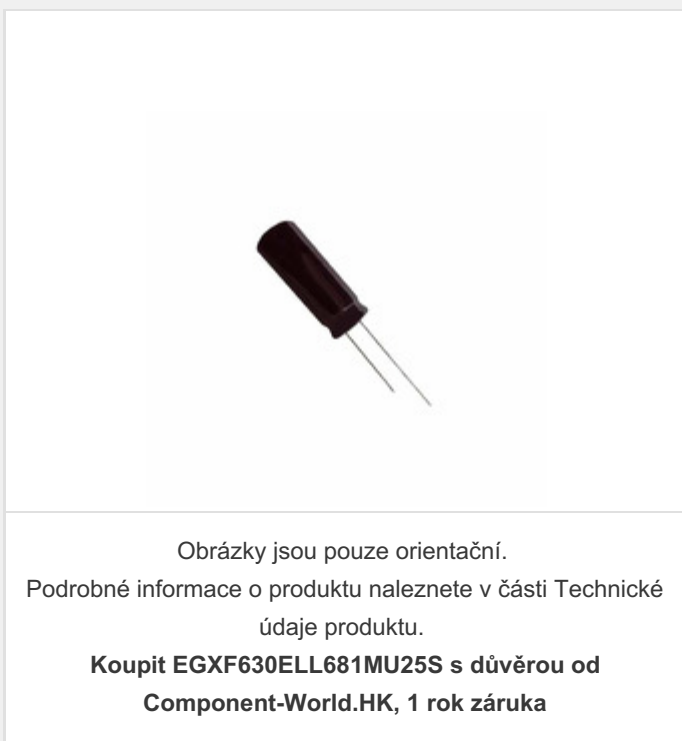 Obrázky jsou pouze orientační.
Podrobné informace o produktu naleznete v části Technické
údaje produktu.
Koupit EGXF630ELL681MU25S s důvěrou od
Component-World.HK, 1 rok záruka